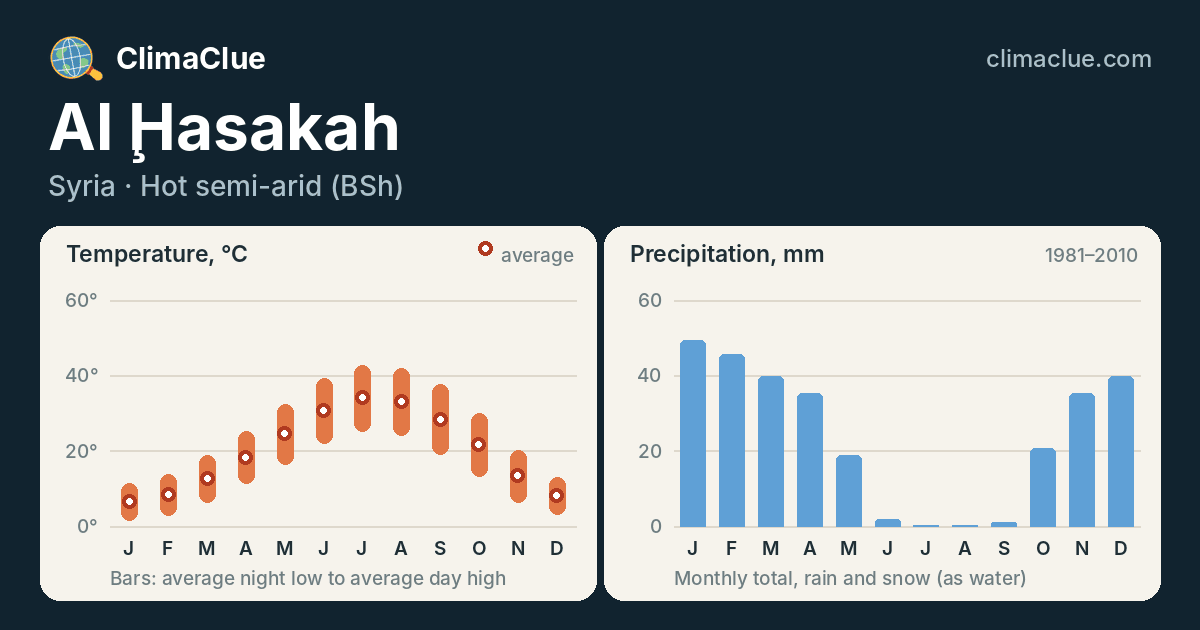 ClimaClue
climaclue.com
Al Ḩasakah
Syria · Hot semi-arid (BSh)
Temperature, °C
average
60°
40°
20°
0°
J F M A M J J A S O N D
Bars: average night low to average day high
Precipitation, mm
1981–2010
60
40
20
0
J F M A M J J A S O N D
Monthly total, rain and snow (as water)